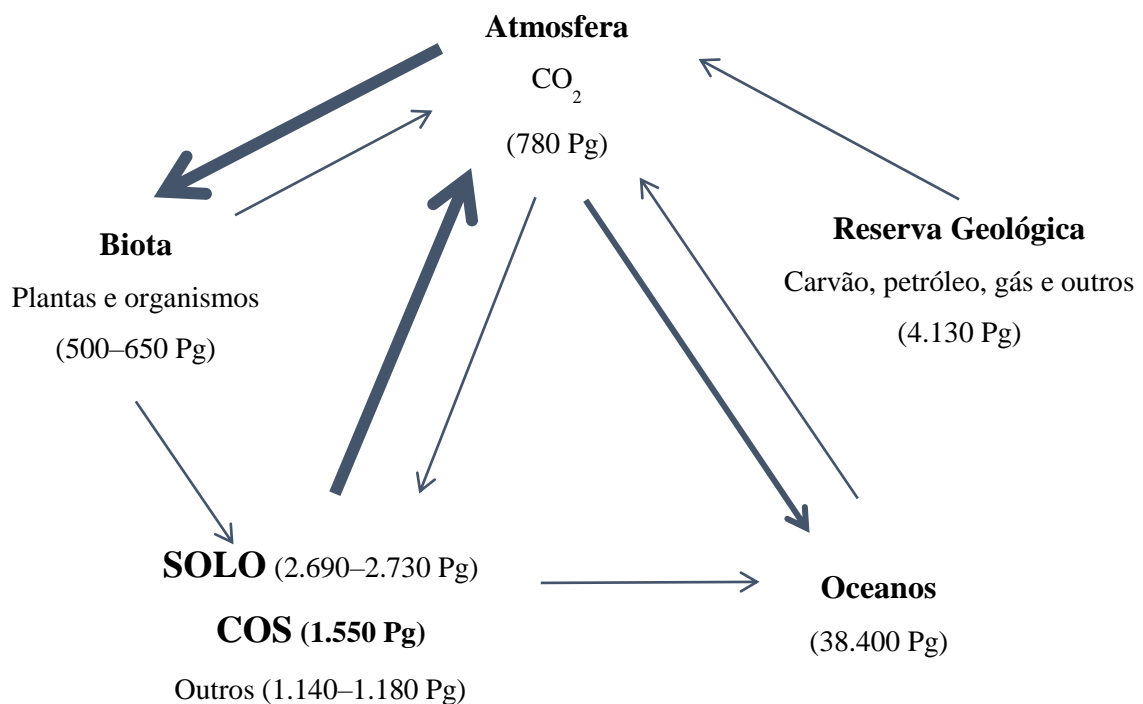 Atmosfera
CO2
(780 Pg)
Biota
Plantas e organismos
(500–650 Pg)
Reserva Geológica
Carvão, petróleo, gás e outros
(4.130 Pg)
SOLO (2.690–2.730 Pg)
COS (1.550 Pg)
Outros (1.140–1.180 Pg)
Oceanos
(38.400 Pg)